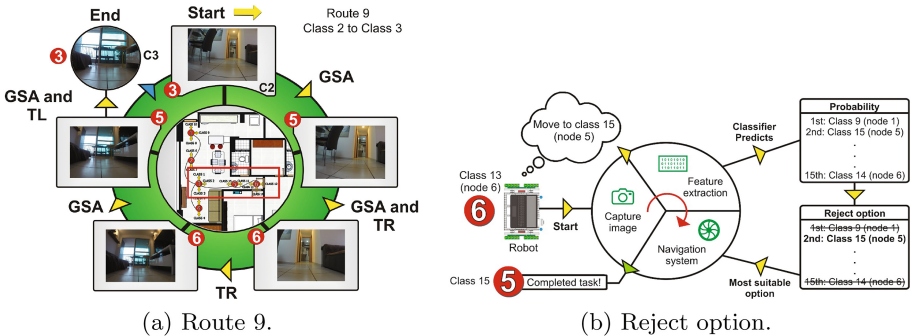 Start
Route 9
Class 2 to Class 3
End
3
C3
3
C2
GSA
GSA and
TL
5
5
GSA
GSA and
TR
6
6
TR
(a) Route 9.
Move to class 15
(node 5)
Class 13
(node 6)
6
Robot
Start
Capture
image
01011010
Feature
extraction
Navigation
system
Class 15
5
Completed task!
Classifier
Predicts
Probability
1st: Class 9 (node 1)
2nd: Class 15 (node 5)
.
.
.
.
15th: Class 14 (node 6)
Reject option
1st: Class 9 (node 1)
2nd: Class 15 (node 5)
.
.
.
.
15th: Class 14 (node 6)
Most suitable
option
(b) Reject option.